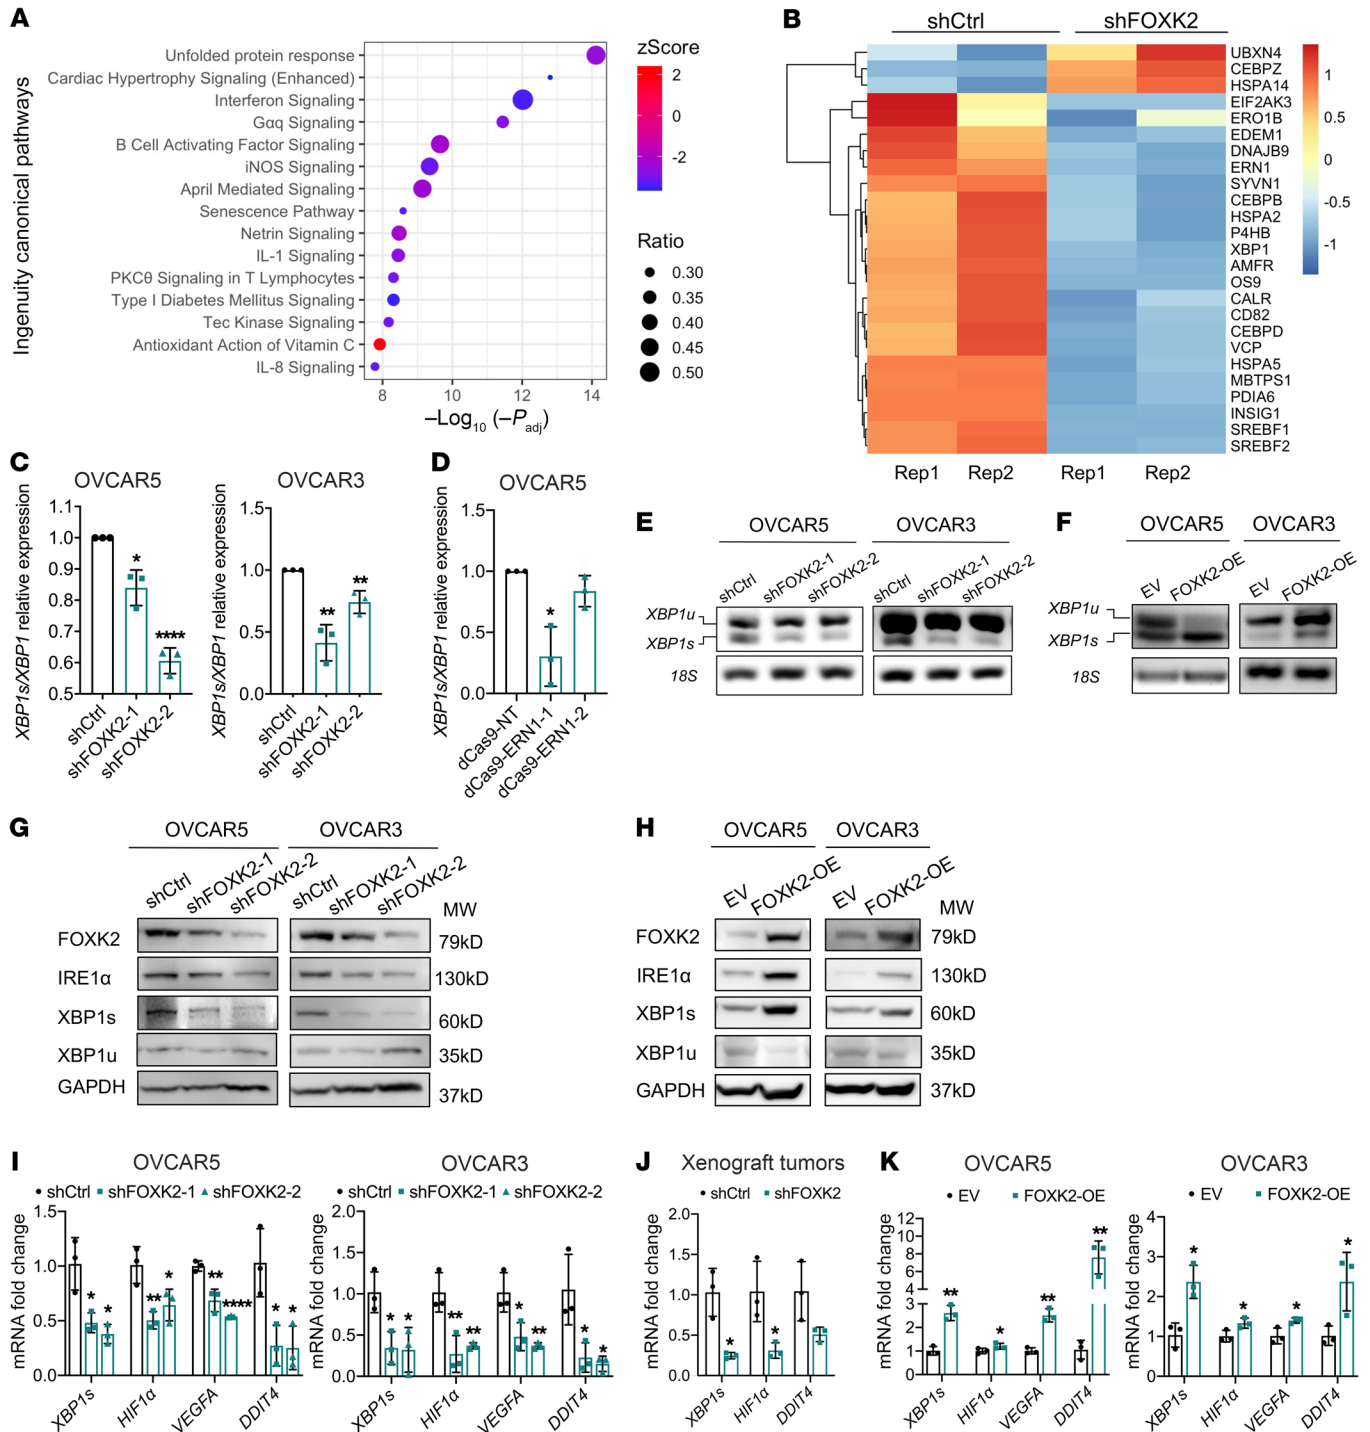 A
Ingenuity canonical pathways
Unfolded protein response
Cardiac Hypertrophy Signaling (Enhanced)
Interferon Signaling
Gαq Signaling
B Cell Activating Factor Signaling
iNOS Signaling
April Mediated Signaling
Senescence Pathway
Netrin Signaling
IL-1 Signaling
PKCθ Signaling in T Lymphocytes
Type I Diabetes Mellitus Signaling
Tec Kinase Signaling
Antioxidant Action of Vitamin C
IL-8 Signaling
8 10 12 14
–Log10 (–Padj)
zScore
2
0
-2
Ratio
0.30
0.35
0.40
0.45
0.50
B
shCtrl shFOXK2
UBXN4
CEBPZ
HSPA14
EIF2AK3
ERO1B
EDEM1
DNAJB9
ERN1
SYVN1
CEBPB
HSPA2
P4HB
XBP1
AMFR
OS9
CALR
CD82
CEBPD
VCP
HSPA5
MBTPS1
PDIA6
INSIG1
SREBF1
SREBF2
Rep1 Rep2 Rep1 Rep2
1
0.5
0
-0.5
-1
C
OVCAR5
XBP1s/XBP1 relative expression
1.1
1.0
0.9
0.8
0.7
0.6
0.5
*
****
shCtrl
shFOXK2-1
shFOXK2-2
OVCAR3
XBP1s/XBP1 relative expression
1.5
1.0
0.5
0.0
**
**
shCtrl
shFOXK2-1
shFOXK2-2
D
OVCAR5
XBP1s/XBP1 relative expression
1.5
1.0
0.5
0.0
*
dCas9-NT
dCas9-ERN1-1
dCas9-ERN1-2
E
OVCAR5 OVCAR3
shCtrl shFOXK2-1 shFOXK2-2 shCtrl shFOXK2-1 shFOXK2-2
XBP1u
XBP1s
18S
F
OVCAR5 OVCAR3
EV FOXK2-OE EV FOXK2-OE
XBP1u
XBP1s
18S
G
OVCAR5 OVCAR3
shCtrl shFOXK2-1 shFOXK2-2 shCtrl shFOXK2-1 shFOXK2-2
MW
FOXK2 79kD
IRE1α 130kD
XBP1s 60kD
XBP1u 35kD
GAPDH 37kD
H
OVCAR5 OVCAR3
EV FOXK2-OE EV FOXK2-OE
MW
FOXK2 79kD
IRE1α 130kD
XBP1s 60kD
XBP1u 35kD
GAPDH 37kD
I
OVCAR5
shCtrl shFOXK2-1 shFOXK2-2
mRNA fold change
1.5
1.0
0.5
0.0
* * ** * ** **** * *
XBP1s HIF1α VEGFA DDIT4
OVCAR3
shCtrl shFOXK2-1 shFOXK2-2
mRNA fold change
2.0
1.5
1.0
0.5
0.0
* * ** ** * ** * *
XBP1s HIF1α VEGFA DDIT4
J
Xenograft tumors
shCtrl shFOXK2
mRNA fold change
2.0
1.5
1.0
0.5
0.0
* *
XBP1s HIF1α DDIT4
K
OVCAR5
EV FOXK2-OE
mRNA fold change
12
10
8
6
4
3
2
1
0
** * ** **
XBP1s HIF1α VEGFA DDIT4
OVCAR3
EV FOXK2-OE
mRNA fold change
4
3
2
1
0
* * * *
XBP1s HIF1α VEGFA DDIT4